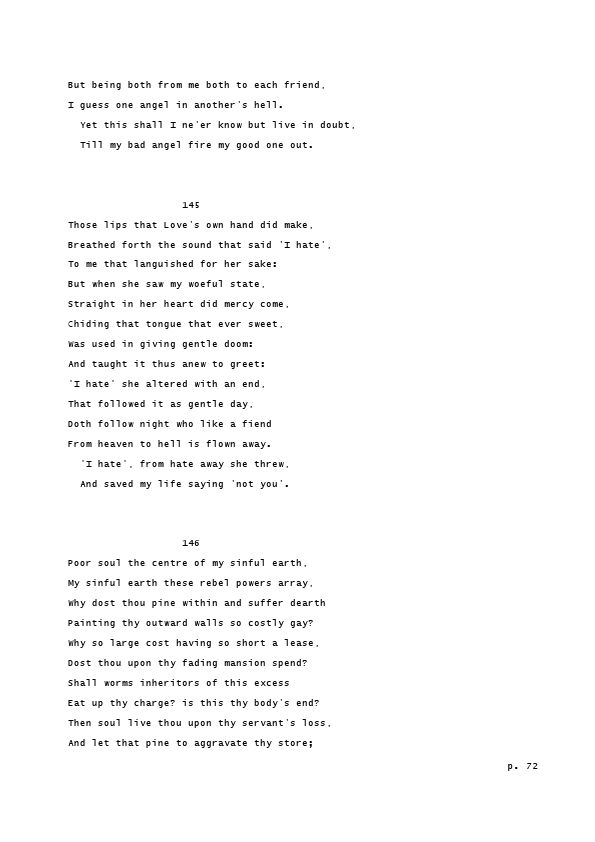 But being both from me both to each friend,
I guess one angel in another's hell.
  Yet this shall I ne'er know but live in doubt,
  Till my bad angel fire my good one out.

                   145
Those lips that Love's own hand did make,
Breathed forth the sound that said 'I hate',
To me that languished for her sake:
But when she saw my woeful state,
Straight in her heart did mercy come,
Chiding that tongue that ever sweet,
Was used in giving gentle doom:
And taught it thus anew to greet:
'I hate' she altered with an end,
That followed it as gentle day,
Doth follow night who like a fiend
From heaven to hell is flown away.
  'I hate', from hate away she threw,
  And saved my life saying 'not you'.

                   146
Poor soul the centre of my sinful earth,
My sinful earth these rebel powers array,
Why dost thou pine within and suffer dearth
Painting thy outward walls so costly gay?
Why so large cost having so short a lease,
Dost thou upon thy fading mansion spend?
Shall worms inheritors of this excess
Eat up thy charge? is this thy body's end?
Then soul live thou upon thy servant's loss,
And let that pine to aggravate thy store;
p. 72